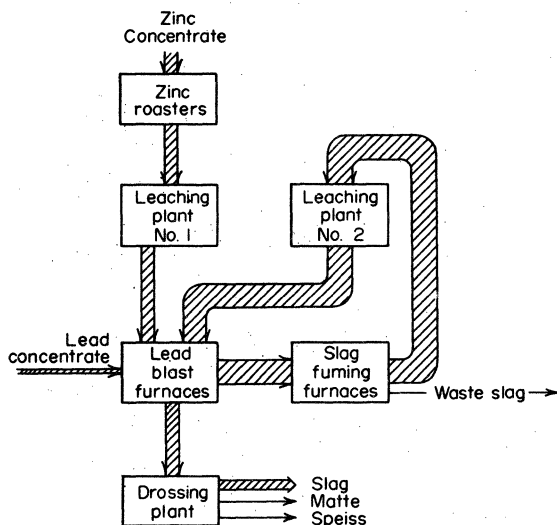 Zinc
Concentrate
Zinc
roasters
Leaching
plant
No. 1
Leaching
plant
No. 2
Lead
concentrate
Lead
blast
furnaces
Slag
fuming
furnaces
Waste slag
Drossing
plant
Slag
Matte
Speiss